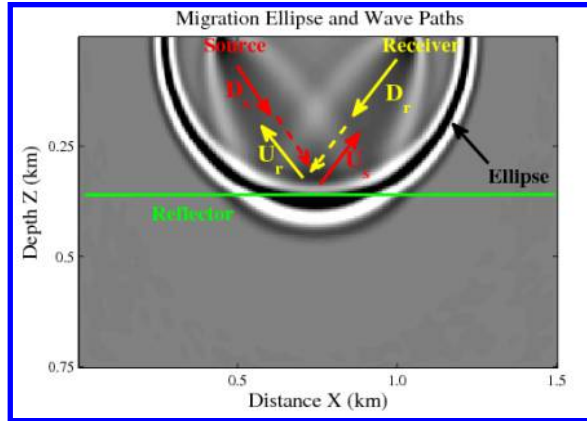 Migration Ellipse and Wave Paths
Source
Receiver
D
D r
U r
U s
Ellipse
Reflector
0.25
0.5
0.75
Depth Z (km)
0.5
1.0
1.5
Distance X (km)